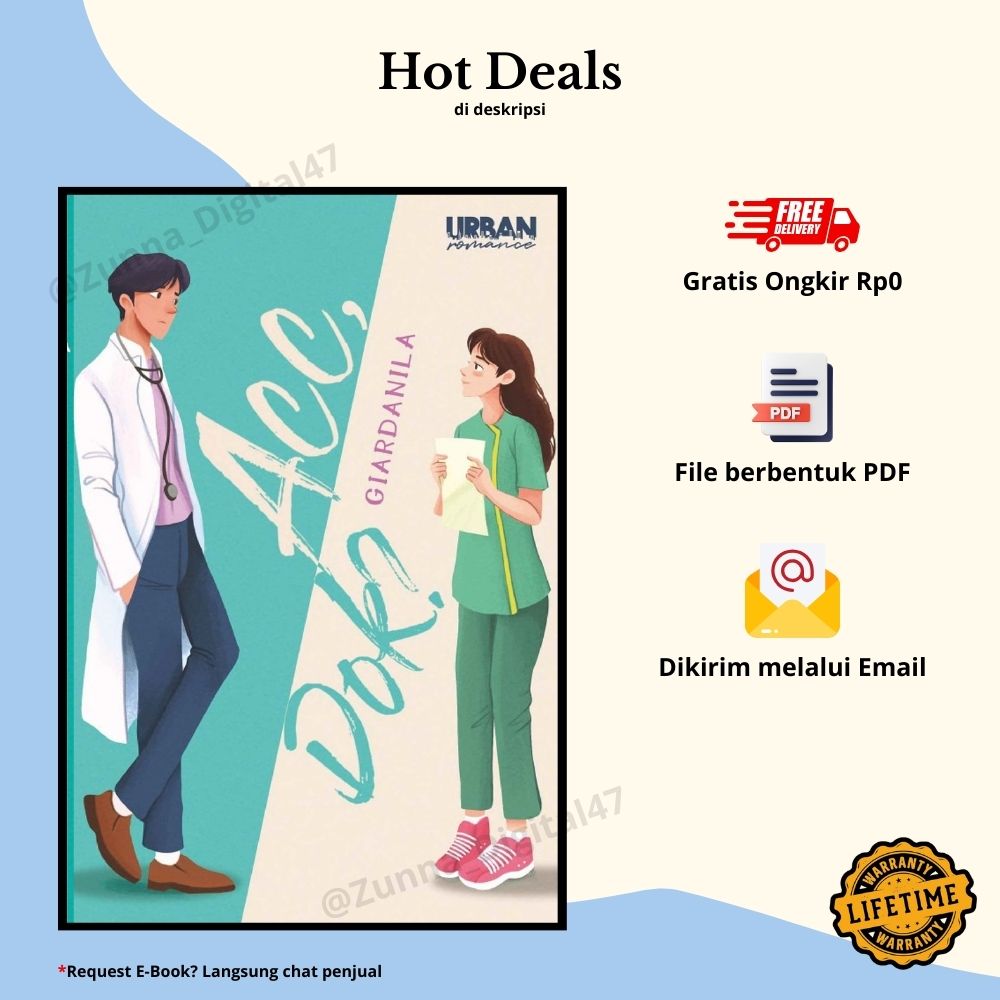 Hot Deals
di deskripsi
@Zunna_Digital47
URBAN
romance
Acc,
Dok?
GIARDANILA
FREE
DELIVERY
Gratis Ongkir Rp0
PDF
File berbentuk PDF
@
Dikirim melalui Email
@Zunna_Digital47
WARRANTY
LIFETIME
WARRANTY
*Request E-Book? Langsung chat penjual